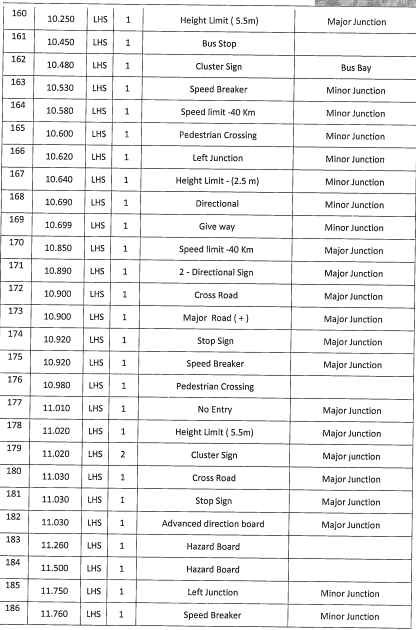 160 10.250 LHS 1 Height Limit ( 5.5m) Major Junction
161 10.450 LHS 1 Bus Stop
162 10.480 LHS 1 Cluster Sign Bus Bay
163 10.530 LHS 1 Speed Breaker Minor Junction
164 10.580 LHS 1 Speed limit -40 Km Minor Junction
165 10.600 LHS 1 Pedestrian Crossing Minor Junction
166 10.620 LHS 1 Left Junction Minor Junction
167 10.640 LHS 1 Height Limit - (2.5 m) Minor Junction
168 10.690 LHS 1 Directional Minor Junction
169 10.699 LHS 1 Give way Minor Junction
170 10.850 LHS 1 Speed limit -40 Km Major Junction
171 10.890 LHS 1 2 - Directional Sign Major Junction
172 10.900 LHS 1 Cross Road Major Junction
173 10.900 LHS 1 Major Road ( + ) Major Junction
174 10.920 LHS 1 Stop Sign Major Junction
175 10.920 LHS 1 Speed Breaker Major Junction
176 10.980 LHS 1 Pedestrian Crossing
177 11.010 LHS 1 No Entry Major Junction
178 11.020 LHS 1 Height Limit ( 5.5m) Major Junction
179 11.020 LHS 2 Cluster Sign Major junction
180 11.030 LHS 1 Cross Road Major Junction
181 11.030 LHS 1 Stop Sign Major Junction
182 11.030 LHS 1 Advanced direction board Major Junction
183 11.260 LHS 1 Hazard Board
184 11.500 LHS 1 Hazard Board
185 11.750 LHS 1 Left Junction Minor Junction
186 11.760 LHS 1 Speed Breaker Minor Junction